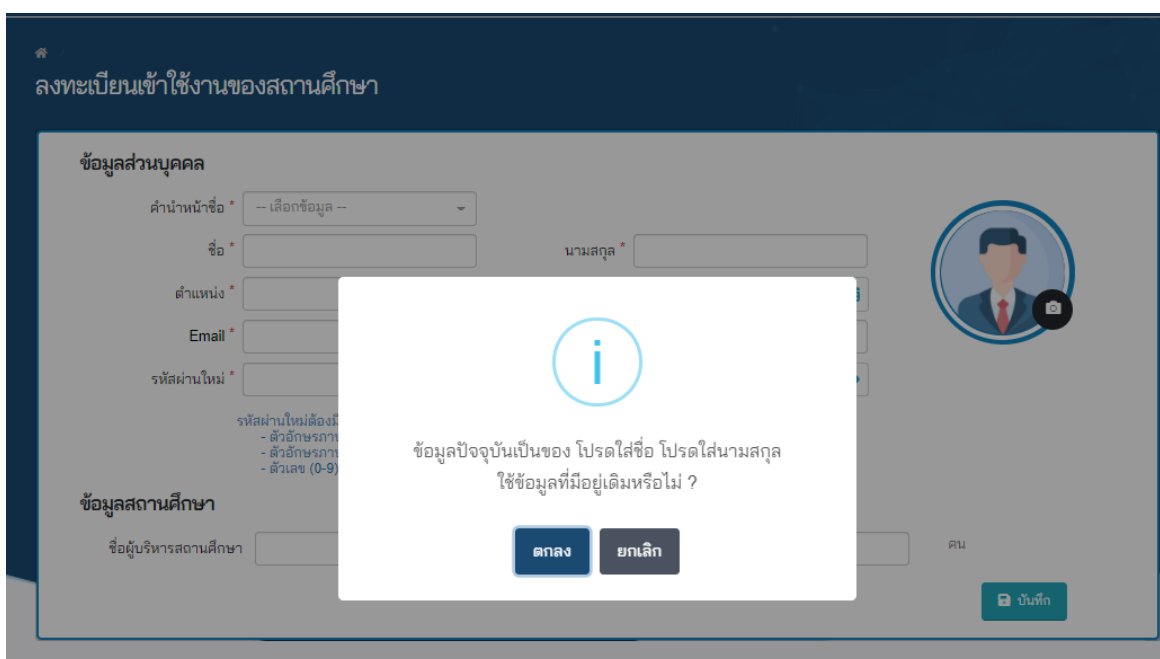 ลงทะเบียนเข้าใช้งานของสถานศึกษา
ข้อมูลส่วนบุคคล
คำนำหน้าชื่อ * -- เลือกข้อมูล --
ชื่อ * นามสกุล *
ตำแหน่ง *
Email *
รหัสผ่านใหม่ *
รหัสผ่านใหม่ต้อง
- ตัวอักษร
- ตัวอักษร
- ตัวเลข (0-9)
ข้อมูลปัจจุบันเป็นของ โปรดใส่ชื่อ โปรดใส่นามสกุล
ใช้ข้อมูลที่มีอยู่เดิมหรือไม่ ?
ตกลง ยกเลิก
ข้อมูลสถานศึกษา
ชื่อผู้บริหารสถานศึกษา คน
บันทึก